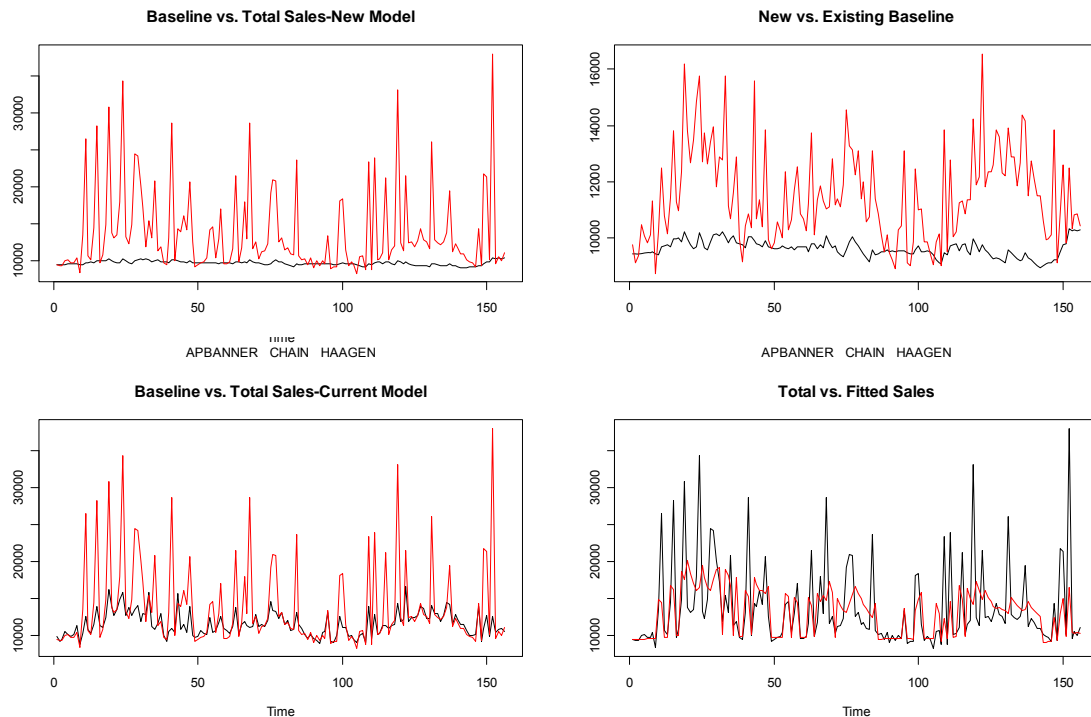 Baseline vs. Total Sales-New Model
30000
20000
10000
0 50 100 150
Time
APBANNER CHAIN HAAGEN
New vs. Existing Baseline
16000
14000
12000
10000
0 50 100 150
APBANNER CHAIN HAAGEN
Baseline vs. Total Sales-Current Model
30000
20000
10000
0 50 100 150
Time
Total vs. Fitted Sales
30000
20000
10000
0 50 100 150
Time